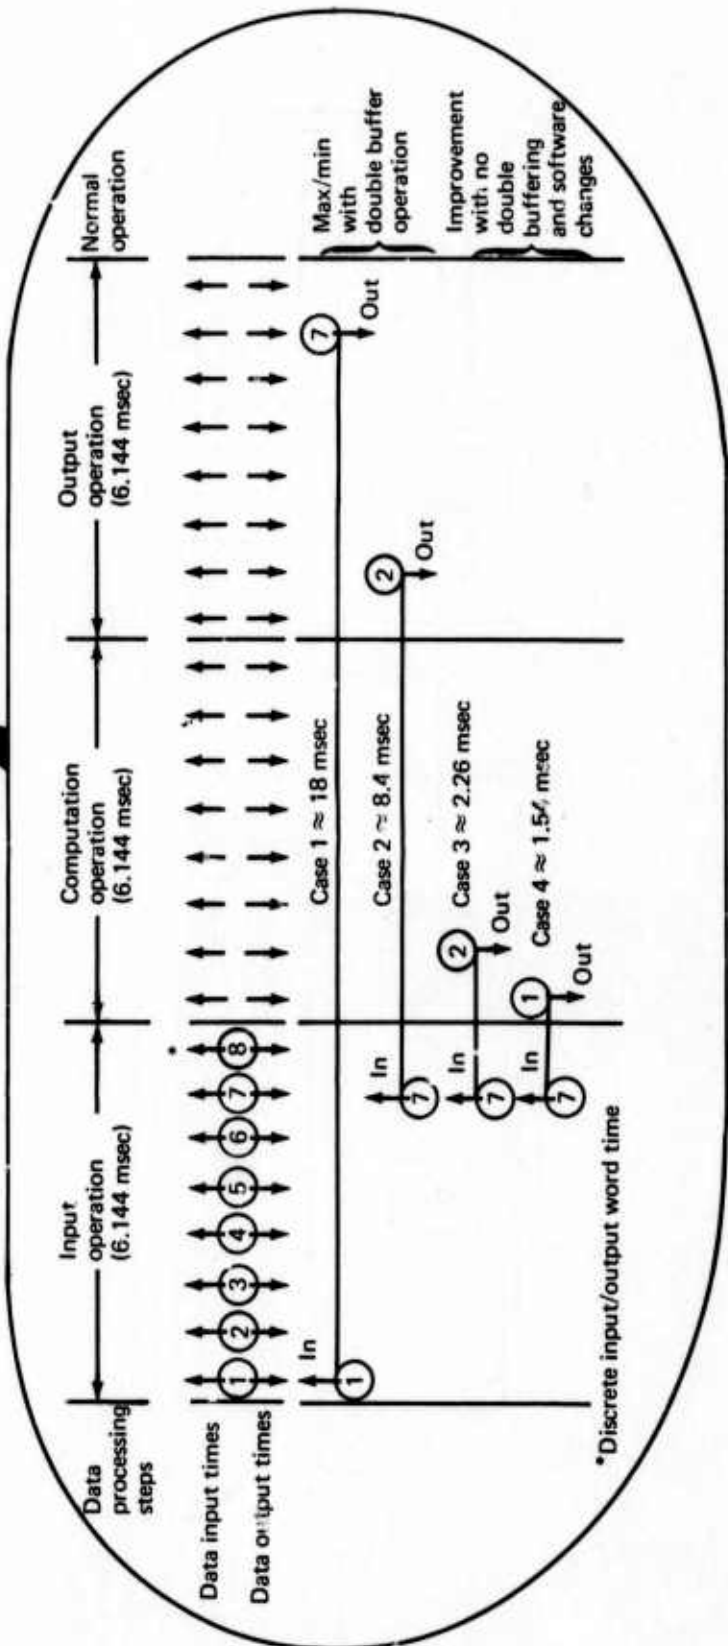 Data
processing
steps
Input
operation
(6.144 msec)
Computation
operation
(6.144 msec)
Output
operation
(6.144 msec)
Normal
operation
Data input times
Data output times
1 2 3 4 5 6 7 8 *
In
1
Case 1 ≈ 18 msec
7
Out
Max/min
with
double buffer
operation
In
7
Case 2 ≈ 8.4 msec
2
Out
In
7
Case 3 ≈ 2.26 msec
2
Out
Improvement
with no
double
buffering
and software
changes
In
7
Case 4 ≈ 1.54 msec
1
Out
*Discrete input/output word time